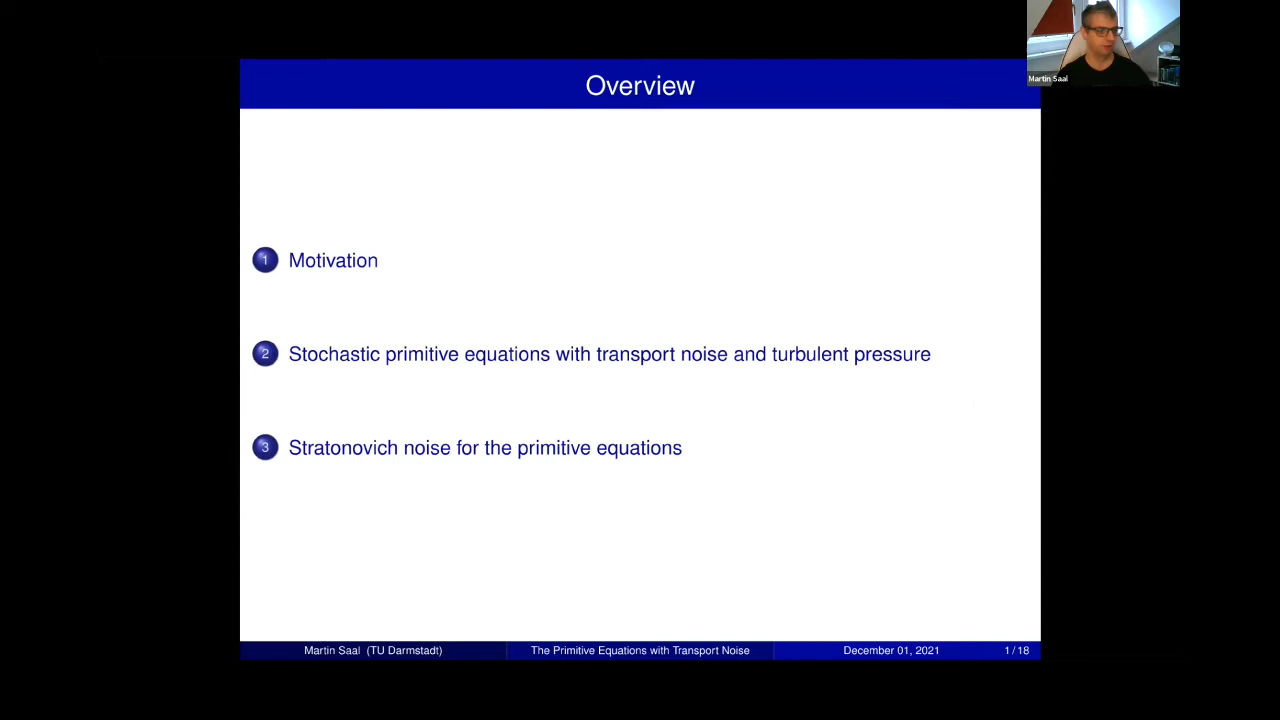 Overview
Martin Saal
1 Motivation
2 Stochastic primitive equations with transport noise and turbulent pressure
3 Stratonovich noise for the primitive equations
Martin Saal (TU Darmstadt) The Primitive Equations with Transport Noise December 01, 2021 1 / 18